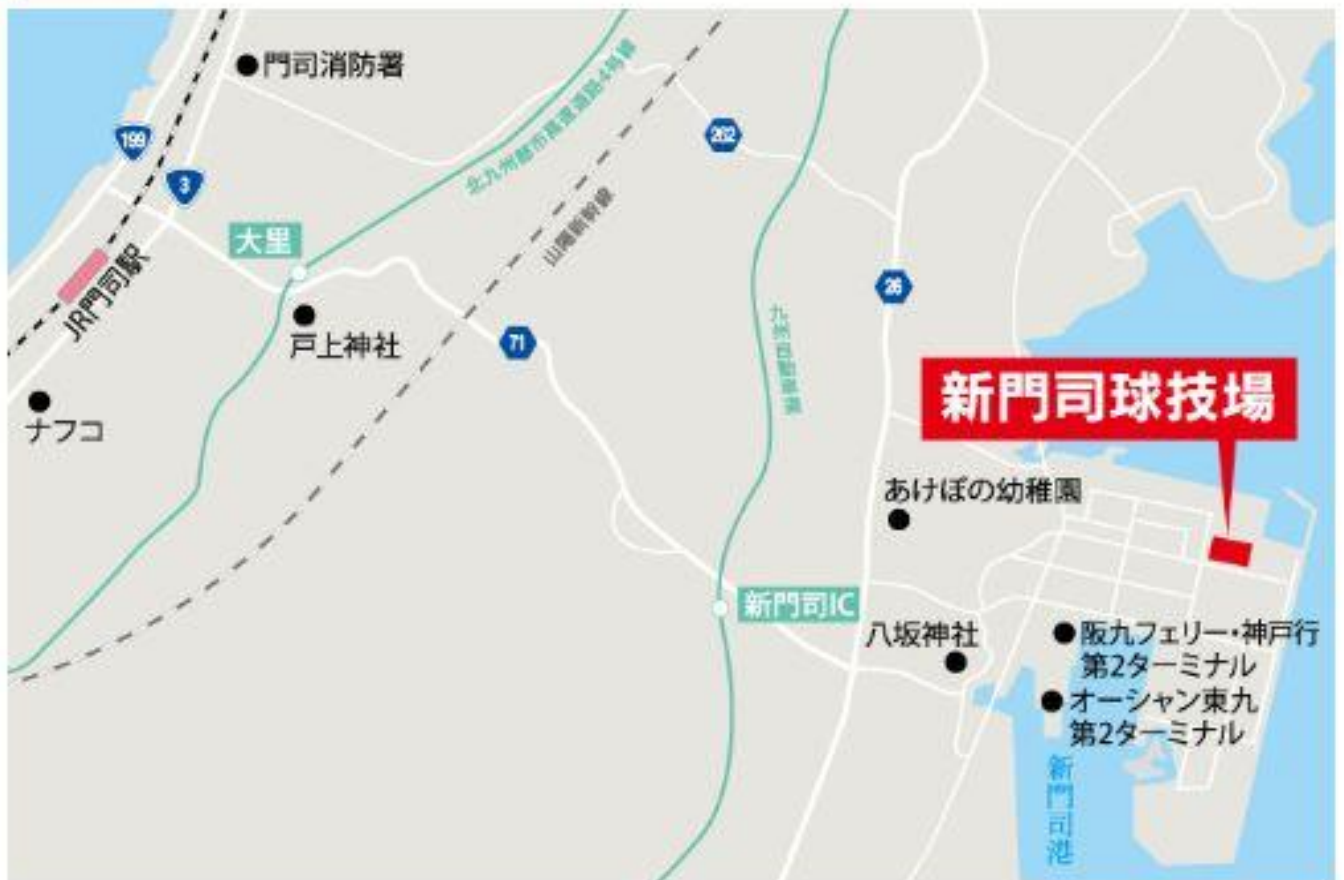 門司消防署
199
3
北九州都市高速道路4号線
262
大里
山陽新幹線
JR門司駅
26
戸上神社
71
九州自動車道
新門司球技場
ナフコ
あけぼの幼稚園
新門司IC
八坂神社
阪九フェリー・神戸行
第2ターミナル
オーシャン東九
第2ターミナル
新門司港